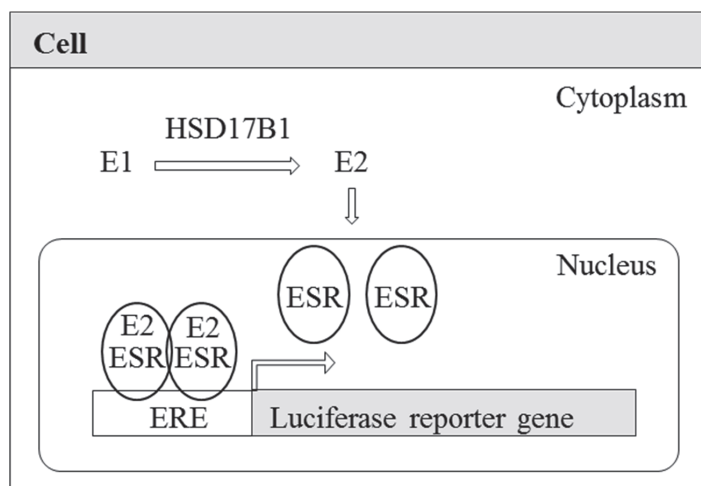 Cell
Cytoplasm
HSD17B1
E1 E2
Nucleus
ESR ESR
E2 E2
ESR ESR
ERE Luciferase reporter gene